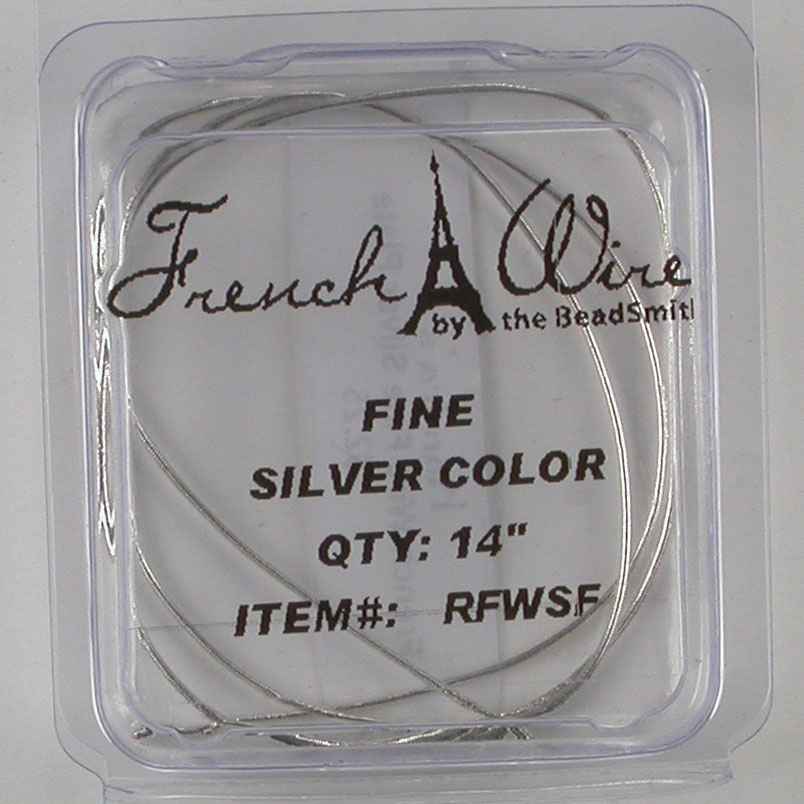 French Wire
by the BeadSmith
FINE
SILVER COLOR
QTY: 14"
ITEM#: RFWSF